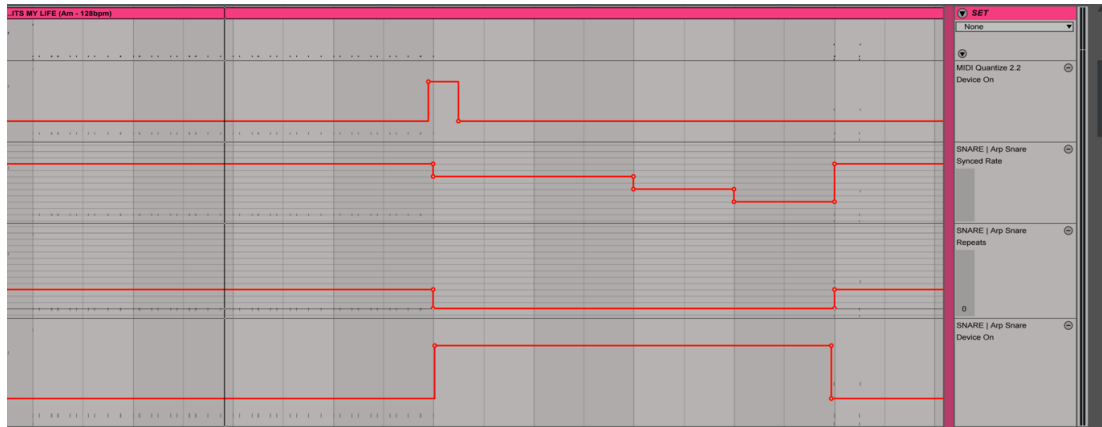 ..ITS MY LIFE (Am - 128bpm)
SET
None
MIDI Quantize 2.2
Device On
SNARE | Arp Snare
Synced Rate
SNARE | Arp Snare
Repeats
0
SNARE | Arp Snare
Device On